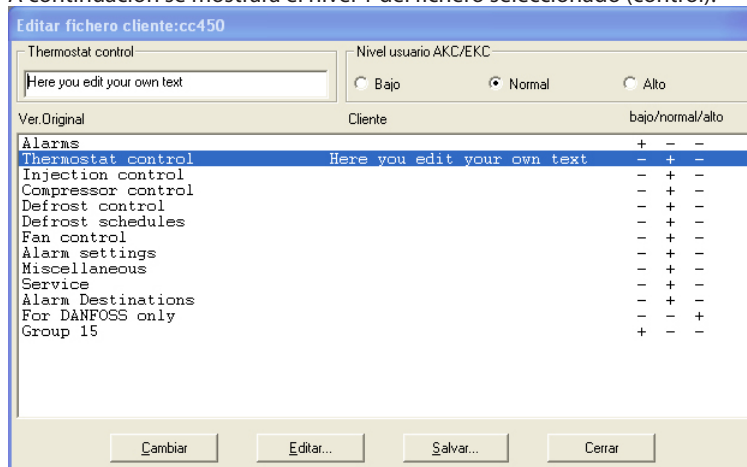 A continuación se mostrará el nivel 1 del fichero seleccionado (control).
Editar fichero cliente:cc450
Thermostat control
Nivel usuario AKC/EKC
Here you edit your own text
Bajo Normal Alto
Ver.Original Cliente bajo/normal/alto
Alarms + - -
Thermostat control Here you edit your own text - + -
Injection control - + -
Compressor control - + -
Defrost control - + -
Defrost schedules - + -
Fan control - + -
Alarm settings - + -
Miscellaneous - + -
Service - + -
Alarm Destinations - + -
For DANFOSS only - - +
Group 15 + - -
Cambiar Editar... Salvar... Cerrar